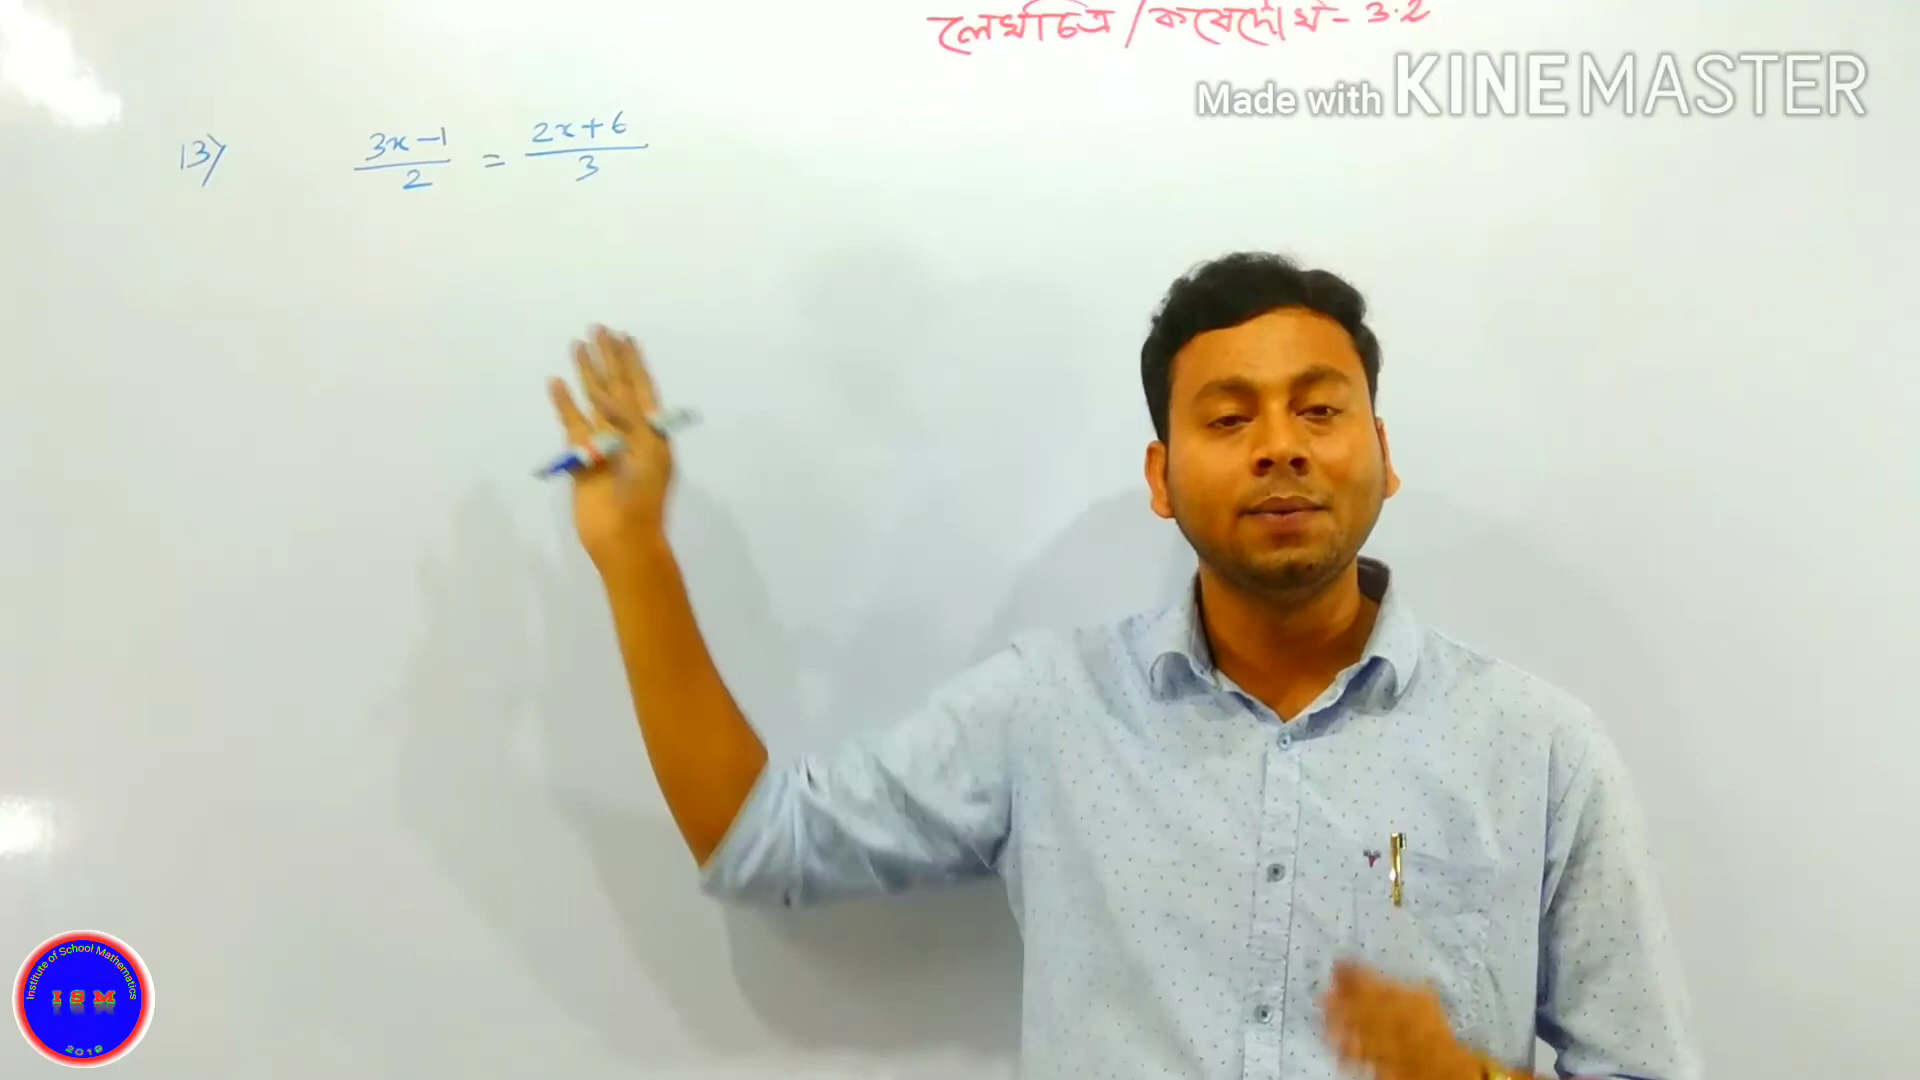 লেখচিত্র / কষেদেখি - 3.2
Made with KINEMASTER
13) 3x-1/2 = 2x+6/3
Institute of School Mathematics
ISM
2019